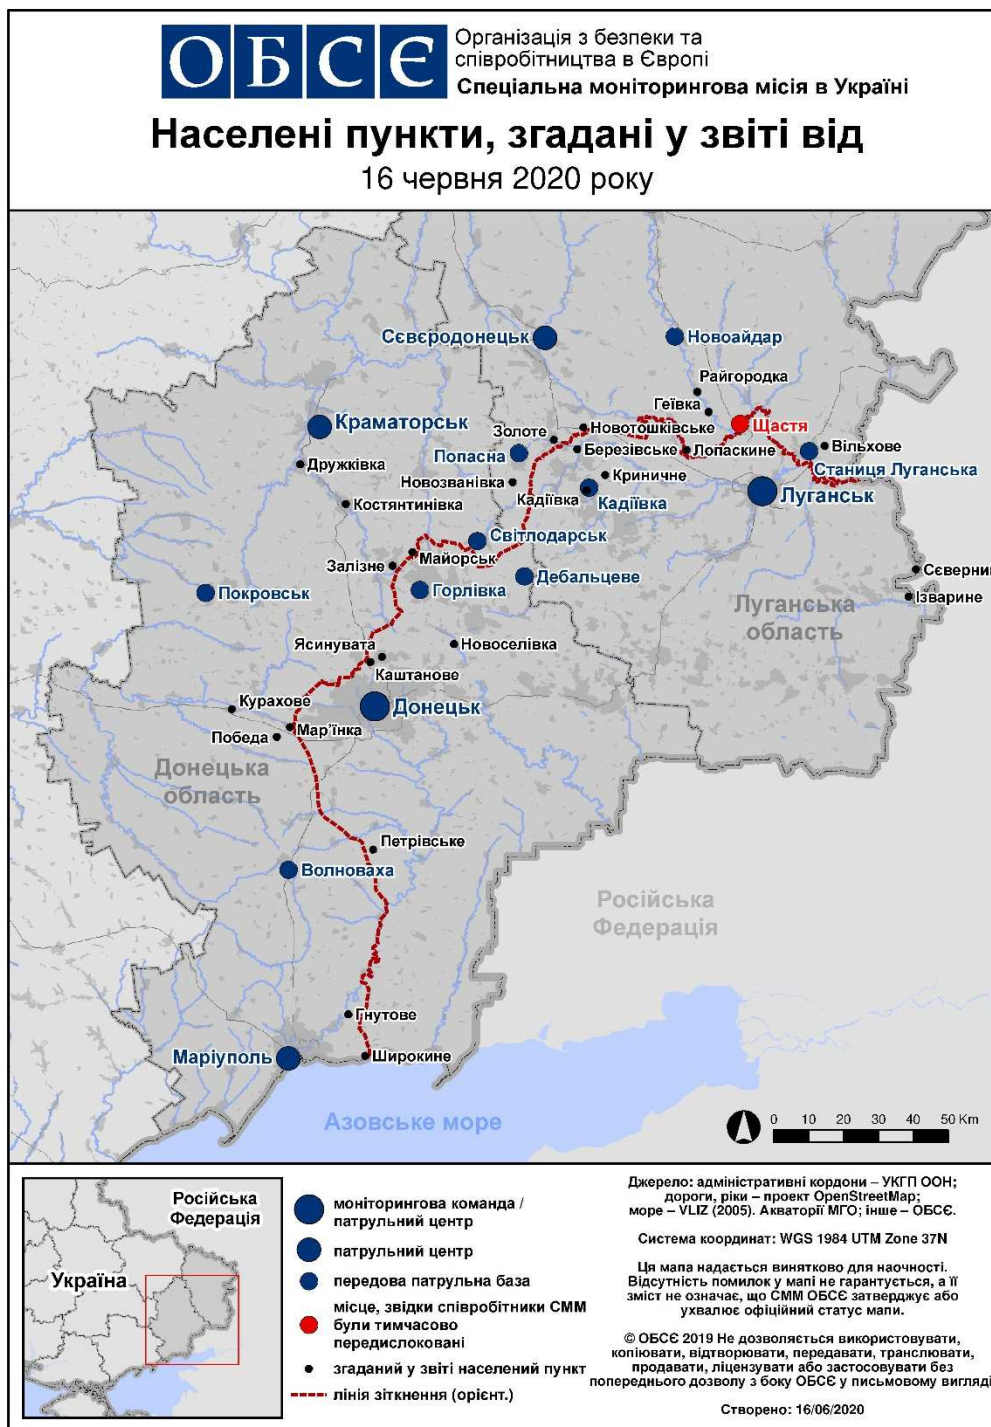 ОБСЄ
Організація з безпеки та
співробітництва в Європі
Спеціальна моніторингова місія в Україні
Населені пункти, згадані у звіті від
16 червня 2020 року
Сєвєродонецьк
Новоайдар
Райгородка
Геївка
Щастя
Краматорськ
Новотошківське
Золоте
Попасна
Березівське
Лопаскине
Вільхове
Станиця Луганська
Дружківка
Новозванівка
Криничне
Кадіївка
Кадіївка
Луганськ
Костянтинівка
Світлодарськ
Майорськ
Залізне
Дебальцеве
Сєверний
Ізварине
Покровськ
Горлівка
Луганська
область
Ясинувата
Новоселівка
Каштанове
Курахове
Донецьк
Мар'їнка
Победа
Донецька
область
Петрівське
Волноваха
Російська
Федерація
Гнутове
Маріуполь
Широкине
Азовське море
0 10 20 30 40 50 Km
Російська
Федерація
Україна
моніторингова команда /
патрульний центр
патрульний центр
передова патрульна база
місце, звідки співробітники СММ
були тимчасово
передислоковані
згаданий у звіті населений пункт
лінія зіткнення (орієнт.)
Джерело: адміністративні кордони – УКГП ООН;
дороги, ріки – проект OpenStreetMap;
море – VLIZ (2005). Акваторії МГО; інше – ОБСЄ.
Система координат: WGS 1984 UTM Zone 37N
Ця мапа надається винятково для наочності.
Відсутність помилок у мапі не гарантується, а її
зміст не означає, що СММ ОБСЄ затверджує або
ухвалює офіційний статус мапи.
© ОБСЄ 2019 Не дозволяється використовувати,
копіювати, відтворювати, передавати, транслювати,
продавати, ліцензувати або застосовувати без
попереднього дозволу з боку ОБСЄ у письмовому вигляді
Створено: 16/06/2020